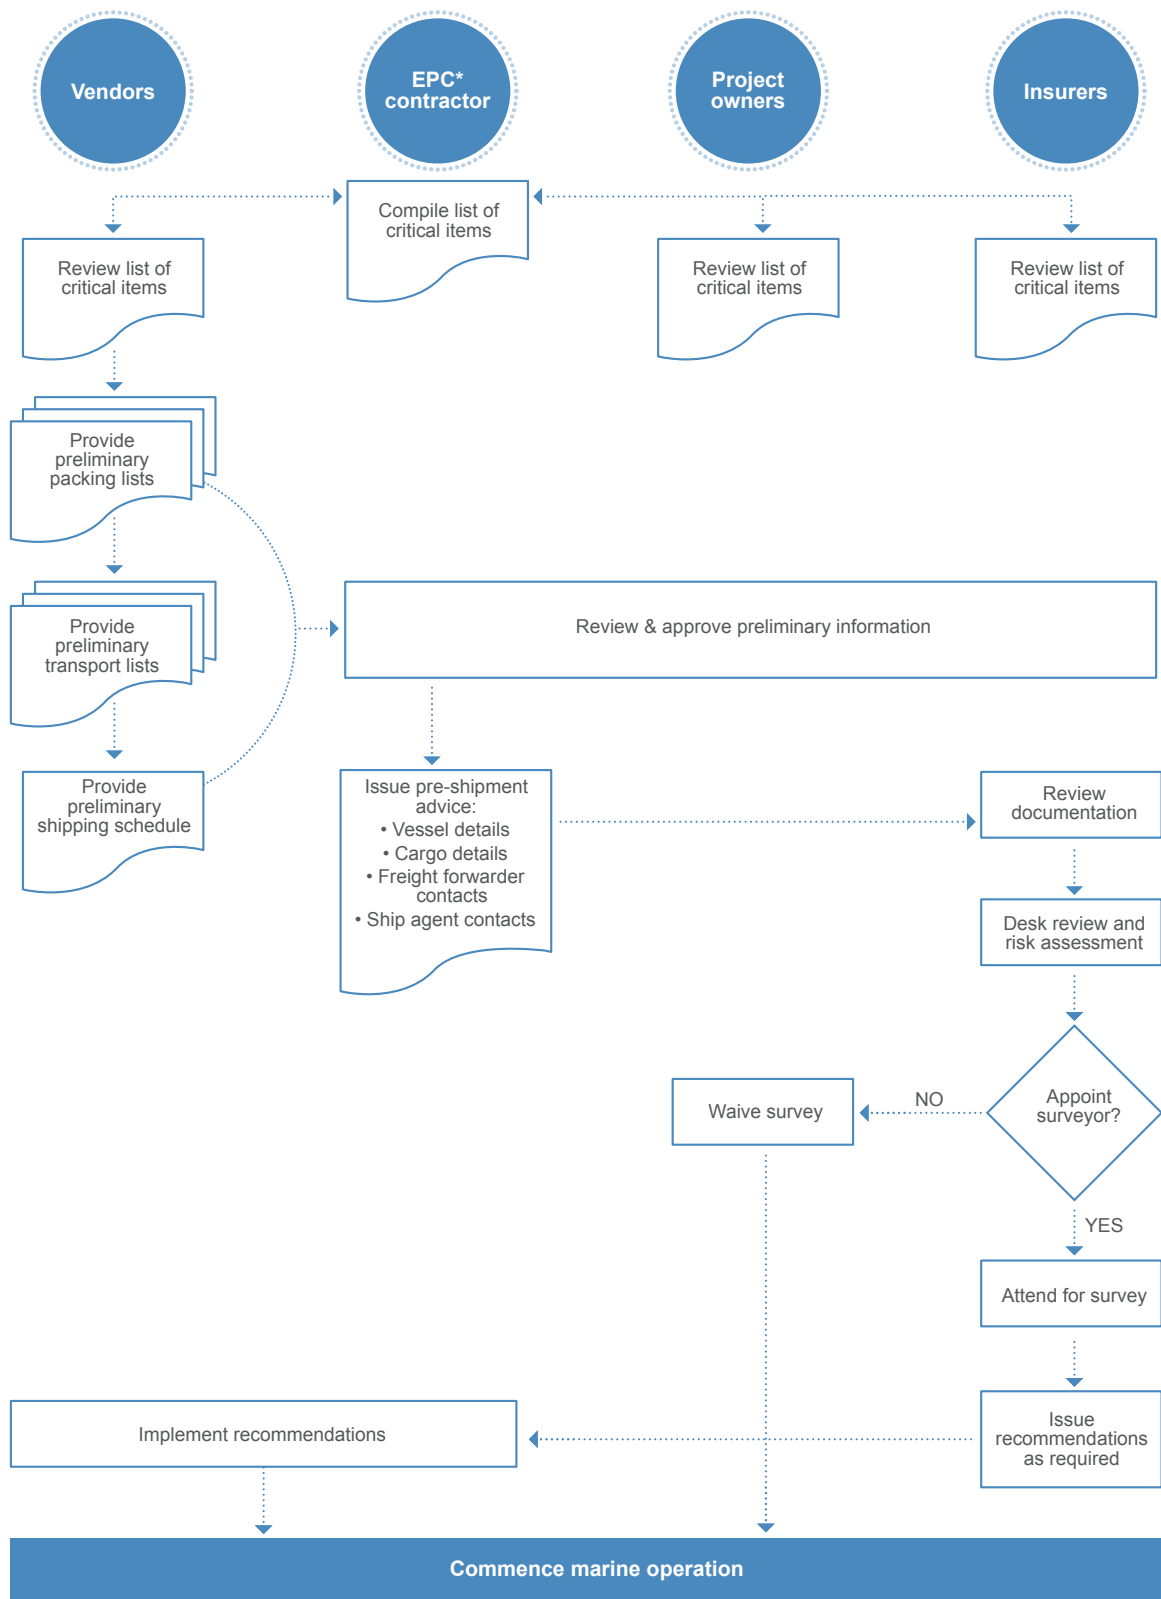 Vendors
EPC*
contractor
Project
owners
Insurers
Compile list of
critical items
Review list of
critical items
Review list of
critical items
Review list of
critical items
Provide
preliminary
packing lists
Provide
preliminary
transport lists
Review & approve preliminary information
Provide
preliminary
shipping schedule
Issue pre-shipment
advice:
• Vessel details
• Cargo details
• Freight forwarder
contacts
• Ship agent contacts
Review
documentation
Desk review and
risk assessment
Appoint
surveyor?
NO
Waive survey
YES
Attend for survey
Issue
recommendations
as required
Implement recommendations
Commence marine operation